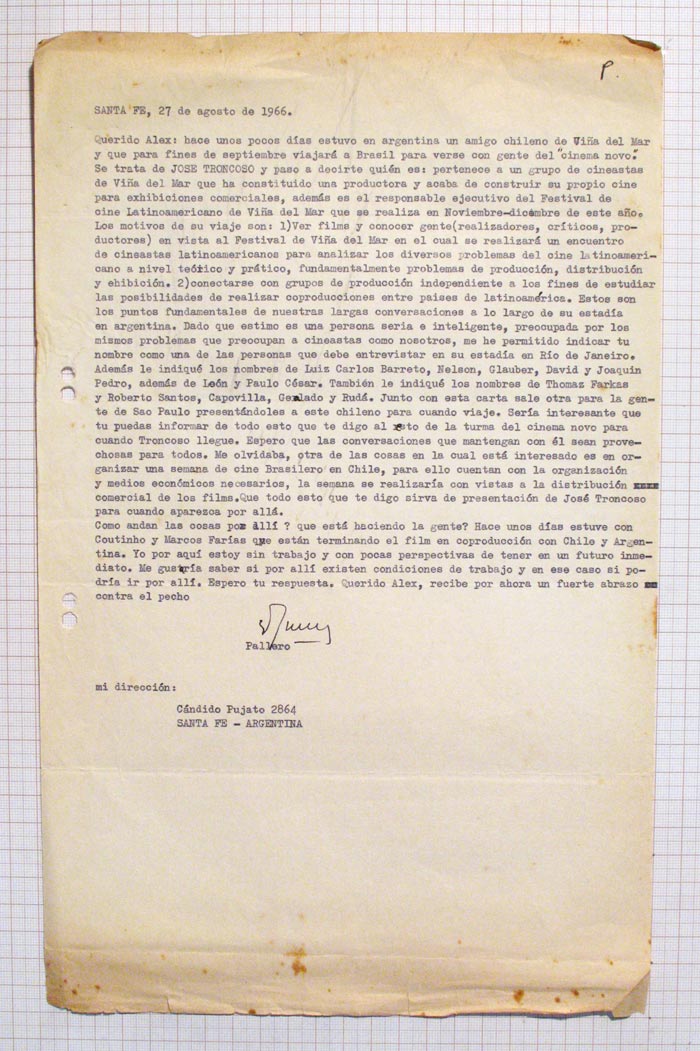 P.
SANTA FE, 27 de agosto de 1966.
Querido Alex: hace unos pocos días estuvo en argentina un amigo chileno de Viña del Mar
y que para fines de septiembre viajará a Brasil para verse con gente del "cinema novo".
Se trata de JOSE TRONCOSO y paso a decirte quién es: pertenece a un grupo de cineastas
de Viña del Mar que ha constituido una productora y acaba de construir su propio cine
para exhibiciones comerciales, además es el responsable ejecutivo del Festival de
cine Latinoamericano de Viña del Mar que se realiza en Noviembre-dicembre de este año.
Los motivos de su viaje son: 1)Ver films y conocer gente(realizadores, críticos, pro-
ductores) en vista al Festival de Viña del Mar en el cual se realizará un encuentro
de cineastas latinoamericanos para analizar los diversos problemas del cine latinoameri-
cano a nivel teótico y prático, fundamentalmente problemas de producción, distribución
y ehibición. 2)conectarse con grupos de producción independiente a los fines de estudiar
las posibilidades de realizar coproducciones entre paises de latinoamérica. Estos son
los puntos fundamentales de nuestras largas conversaciones a lo largo de su estadía
en argentina. Dado que estimo es una persona seria e inteligente, preocupada por los
mismos problemas que preocupan a cineastas como nosotros, me he permitido indicar tu
nombre como una de las personas que debe entrevistar en su estadía en Río de Janeiro.
Además le indiqué los nombres de Luiz Carlos Barreto, Nelson, Glauber, David y Joaquin
Pedro, además de León y Paulo César. También le indiqué los nombres de Thomaz Farkas
y Roberto Santos, Capovilla, Geralado y Rudá. Junto con esta carta sale otra para la gen-
te de Sao Paulo presentándoles a este chileno para cuando viaje. Sería interesante que
tu puedas informar de todo esto que te digo al resto de la turma del cinema novo para
cuando Troncoso llegue. Espero que las conversaciones que mantengan con él sean prove-
chosas para todos. Me olvidaba, otra de las cosas en la cual está interesado es en or-
ganizar una semana de cine Brasilero en Chile, para ello cuentan con la organización
y medios económicos necesarios, la semana se realizaría con vistas a la distribución
comercial de los films.Que todo esto que te digo sirva de presentación de José Troncoso
para cuando aparezca por allá.
Como andan las cosas por allí ? que está haciendo la gente? Hace unos días estuve con
Coutinho y Marcos Farías que están terminando el film en coproducción con Chile y Argen-
tina. Yo por aquí estoy sin trabajo y con pocas perspectivas de tener en un futuro inme-
diato. Me gustría saber si por allí existen condiciones de trabajo y en ese caso si po-
dría ir por allí. Espero tu respuesta. Querido Alex, recibe por ahora un fuerte abrazo
contra el pecho
Pallero
mi dirección:
Cándido Pujato 2864
SANTA FE - ARGENTINA